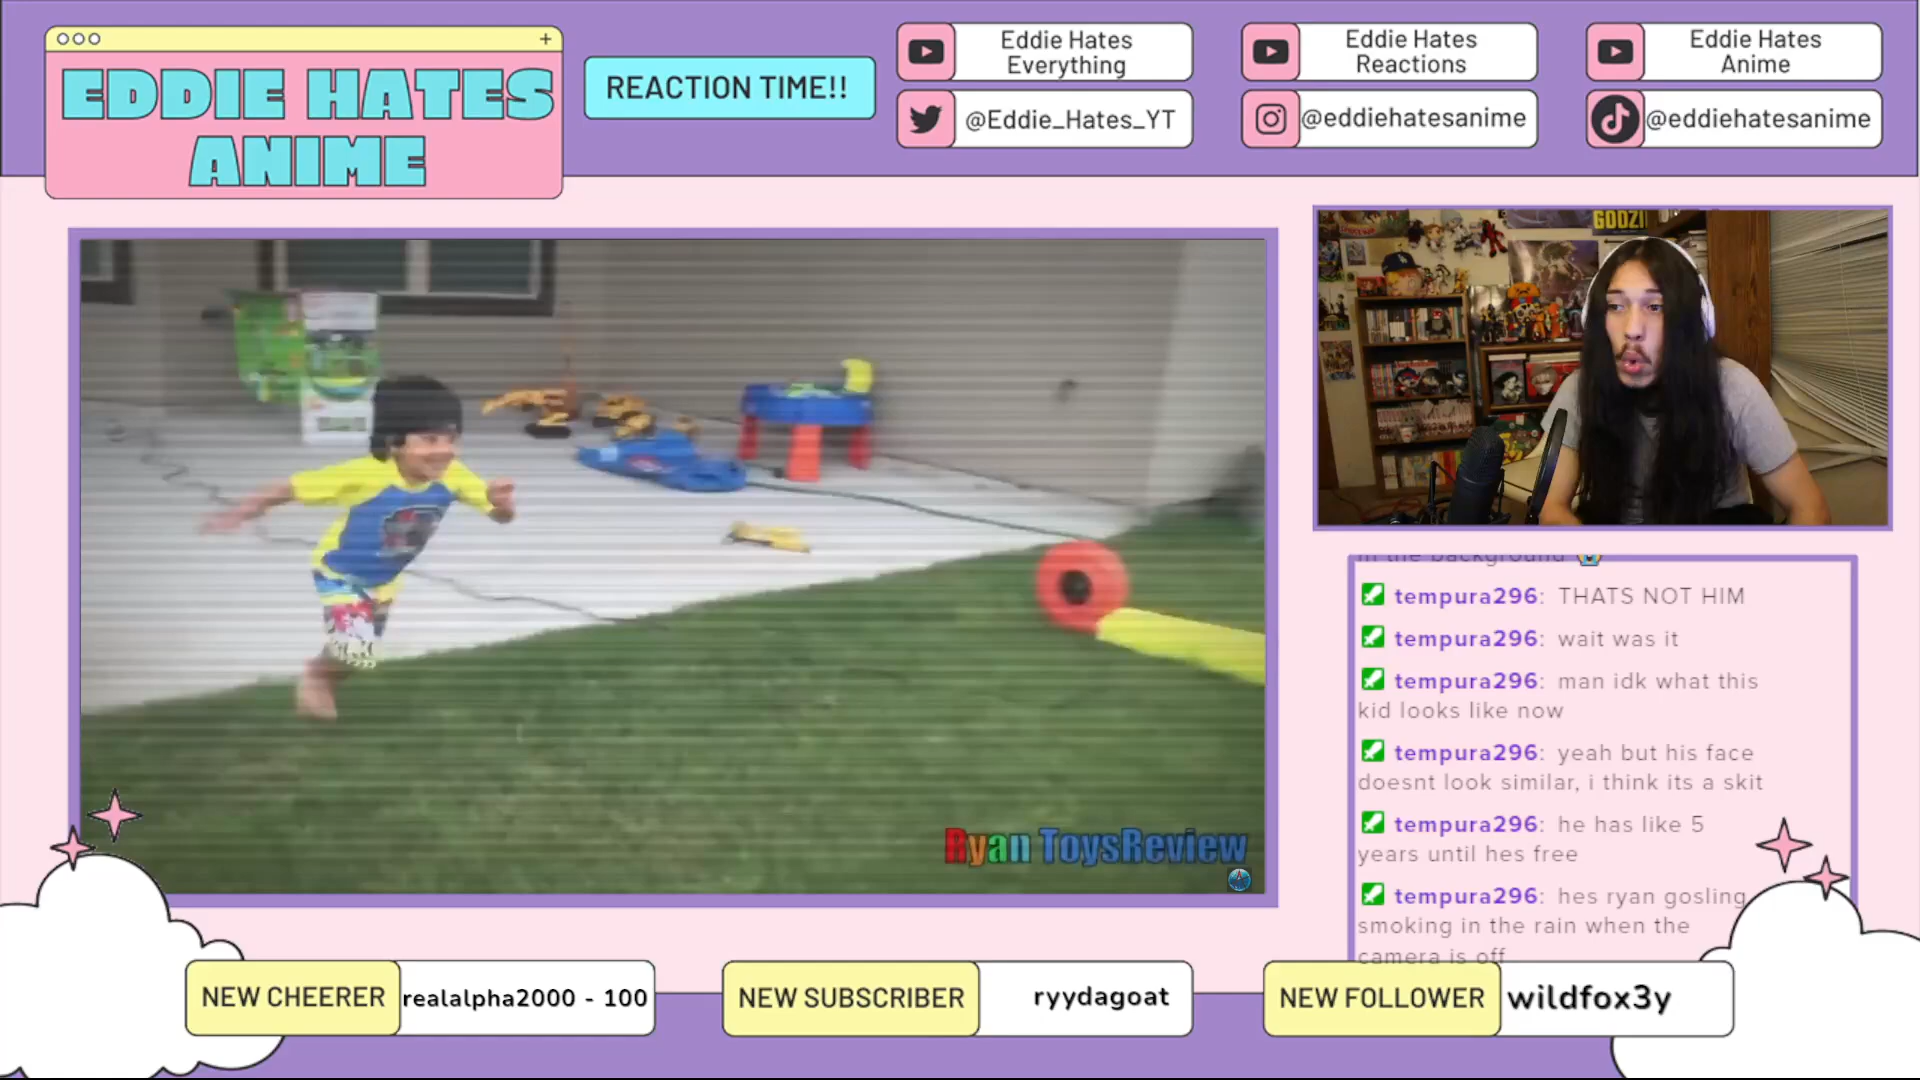 EDDIE HATES
ANIME
REACTION TIME!!
Eddie Hates
Everything
@Eddie_Hates_YT
Eddie Hates
Reactions
@eddiehatesanime
Eddie Hates
Anime
@eddiehatesanime
GODZI
Ryan ToysReview
in the background
tempura296: THATS NOT HIM
tempura296: wait was it
tempura296: man idk what this
kid looks like now
tempura296: yeah but his face
doesnt look similar, i think its a skit
tempura296: he has like 5
years until hes free
tempura296: hes ryan gosling
smoking in the rain when the
camera is off
NEW CHEERER
realalpha2000 - 100
NEW SUBSCRIBER
ryydagoat
NEW FOLLOWER
wildfox3y